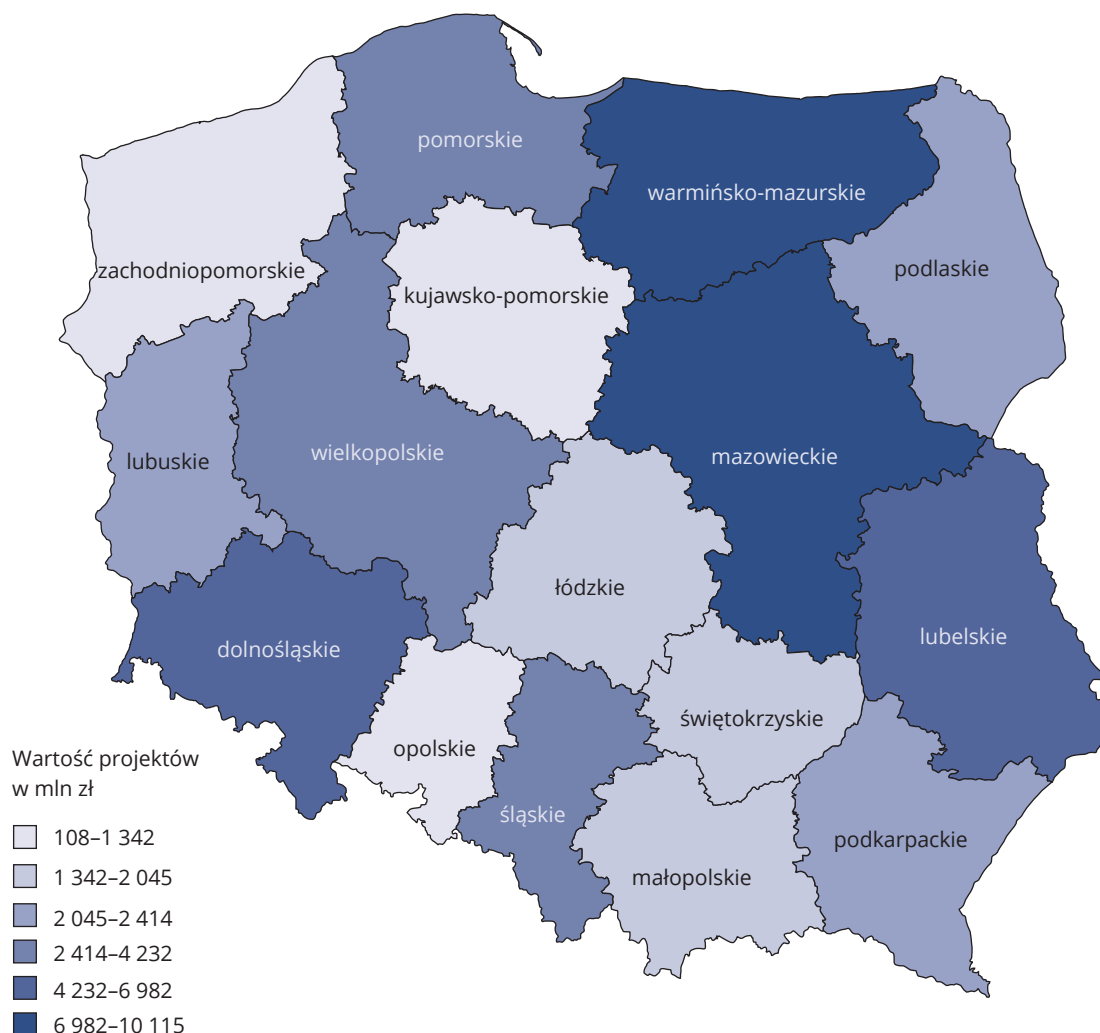 pomorskie
warmińsko-mazurskie
zachodniopomorskie
podlaskie
kujawsko-pomorskie
lubuskie
wielkopolskie
mazowieckie
łódzkie
dolnośląskie
lubelskie
świętokrzyskie
opolskie
śląskie
podkarpackie
małopolskie
Wartość projektów
w mln zł
108–1 342
1 342–2 045
2 045–2 414
2 414–4 232
4 232–6 982
6 982–10 115